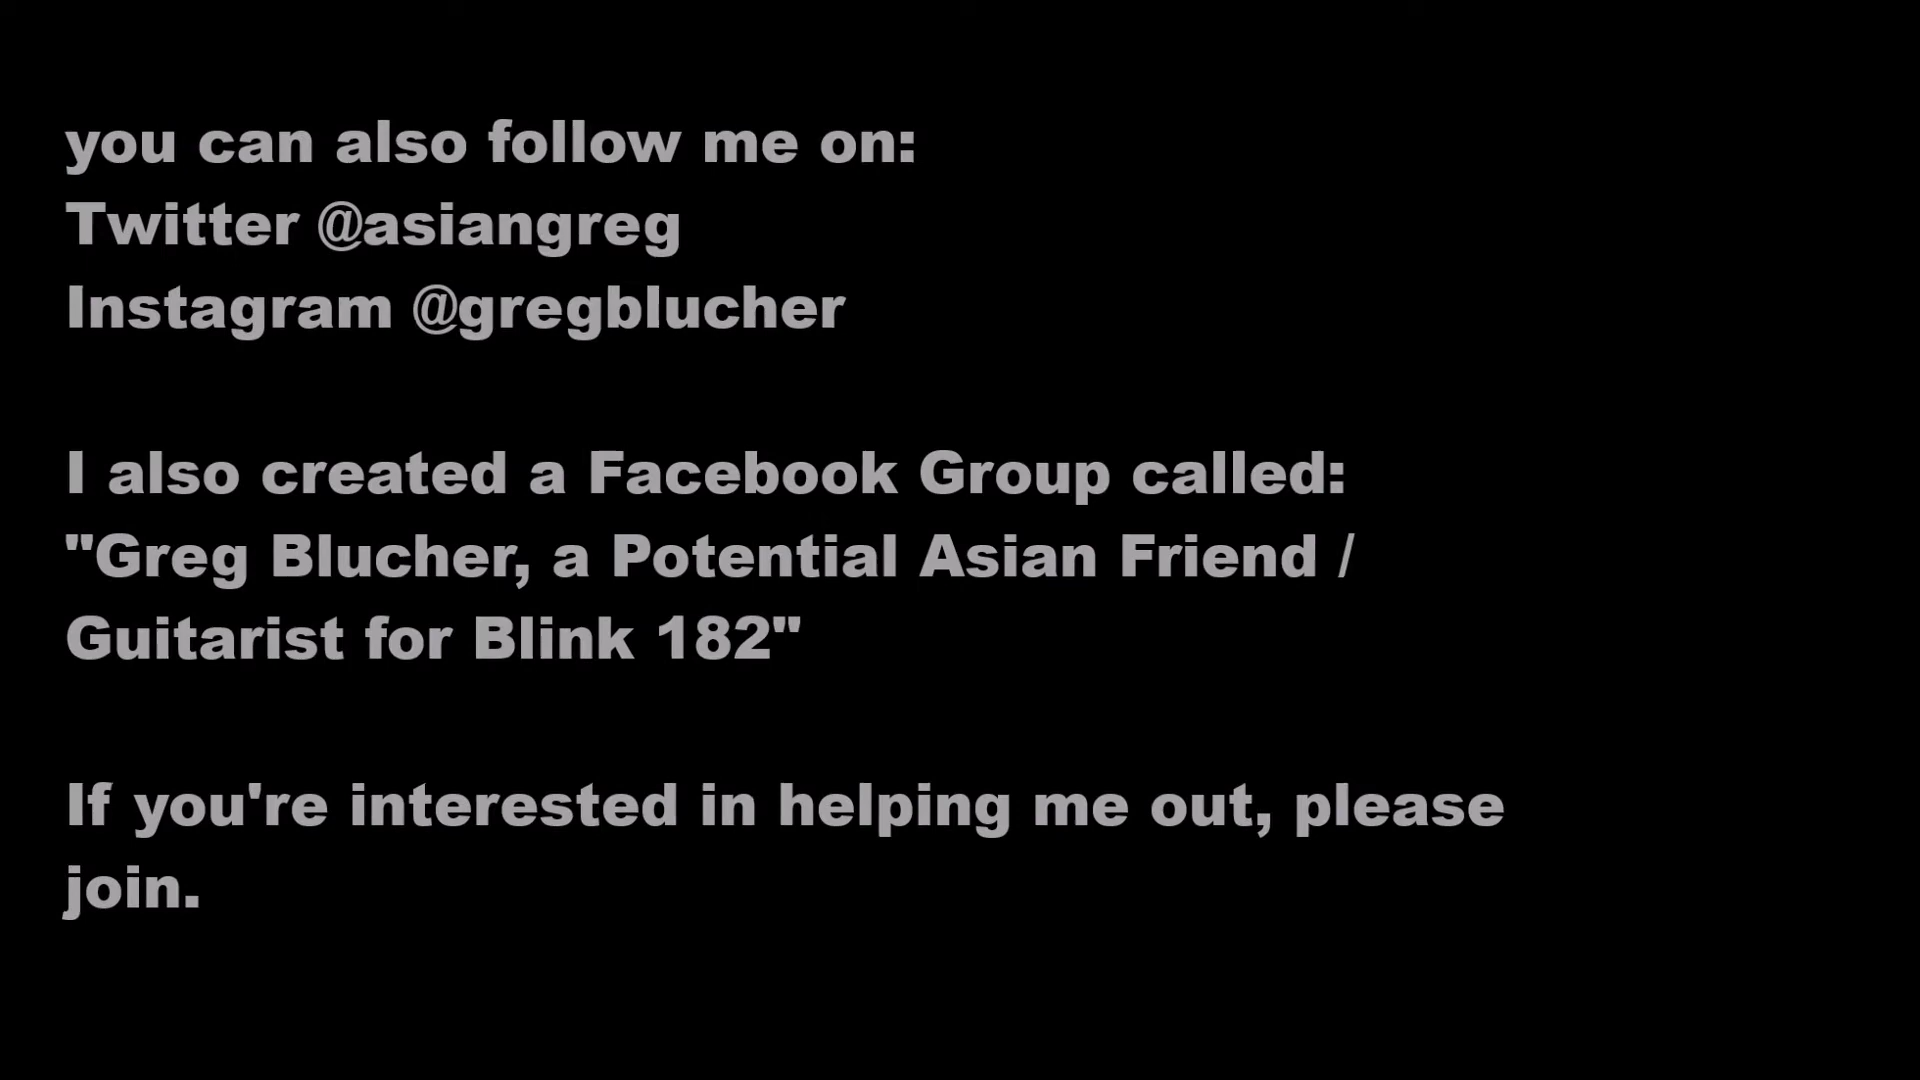 you can also follow me on:
Twitter @asiangreg
Instagram @gregblucher
I also created a Facebook Group called:
"Greg Blucher, a Potential Asian Friend /
Guitarist for Blink 182"
If you're interested in helping me out, please
join.